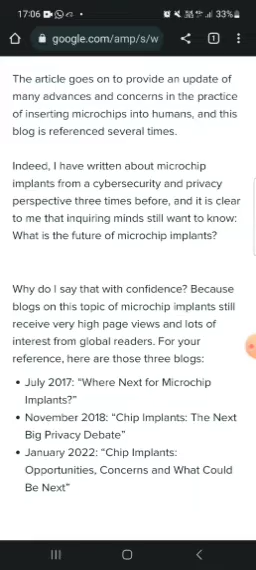 17:06
33%
google.com/amp/s/w
1
The article goes on to provide an update of
many advances and concerns in the practice
of inserting microchips into humans, and this
blog is referenced several times.
Indeed, I have written about microchip
implants from a cybersecurity and privacy
perspective three times before, and it is clear
to me that inquiring minds still want to know:
What is the future of microchip implants?
Why do I say that with confidence? Because
blogs on this topic of microchip implants still
receive very high page views and lots of
interest from global readers. For your
reference, here are those three blogs:
• July 2017: “Where Next for Microchip
Implants?”
• November 2018: “Chip Implants: The Next
Big Privacy Debate”
• January 2022: “Chip Implants:
Opportunities, Concerns and What Could
Be Next”